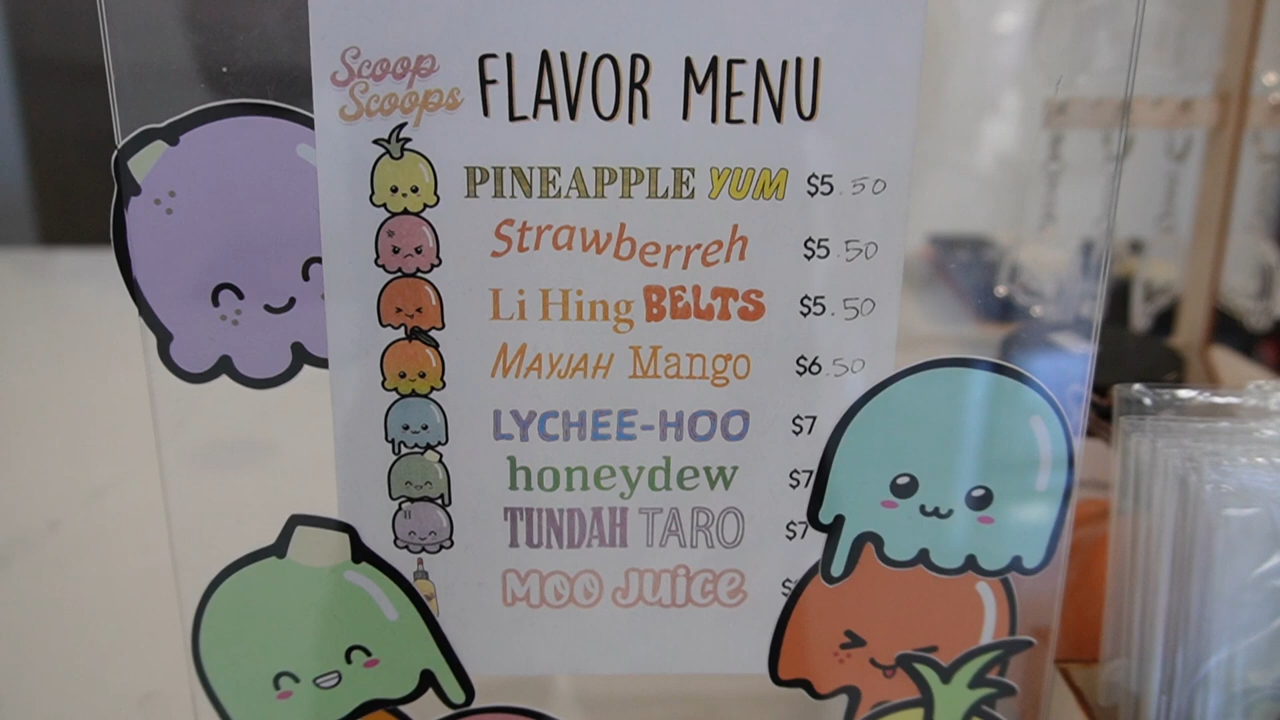 Scoop
Scoops
FLAVOR MENU
PINEAPPLE YUM $5.50
Strawberreh $5.50
Li Hing BELTS $5.50
MAYJAH Mango $6.50
LYCHEE-HOO $7
honeydew $7
TUNDAH TARO $7
MOO JUICE